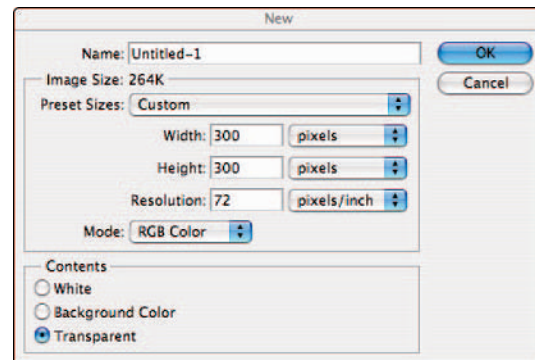 New
Name: Untitled-1
OK
Image Size: 264K
Cancel
Preset Sizes: Custom
Width: 300 pixels
Height: 300 pixels
Resolution: 72 pixels/inch
Mode: RGB Color
Contents
White
Background Color
Transparent